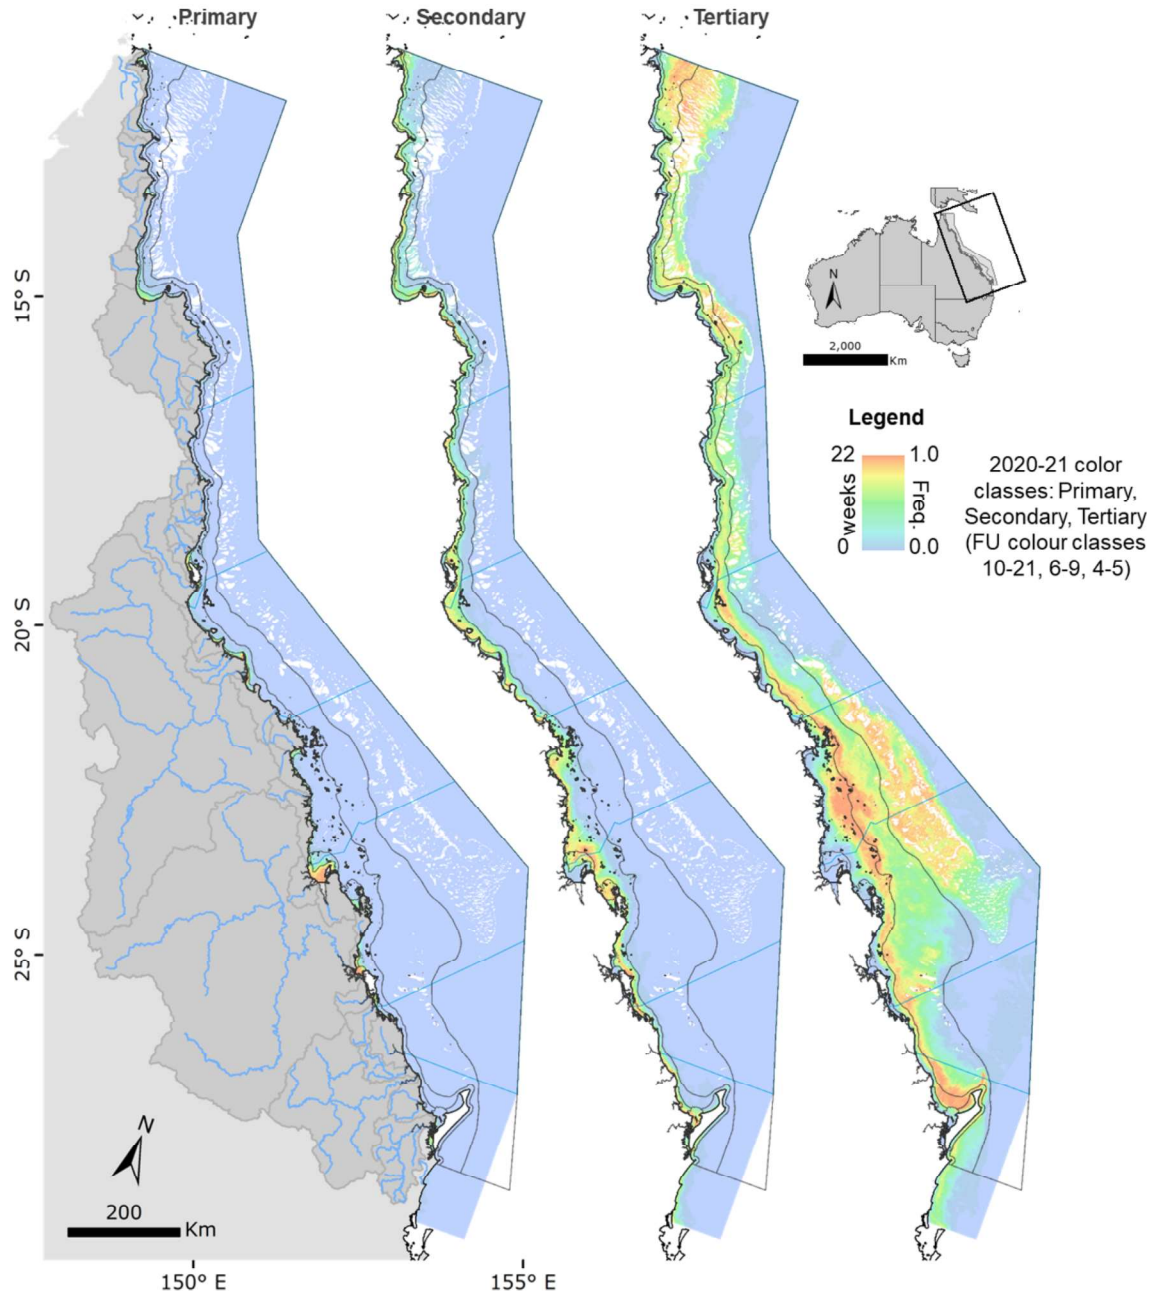 Primary
Secondary
Tertiary
15° S
20° S
25° S
N
2,000
Km
Legend
22
1.0
weeks
Freq.
0
0.0
2020-21 color
classes: Primary,
Secondary, Tertiary
(FU colour classes
10-21, 6-9, 4-5)
N
200
Km
150° E
155° E